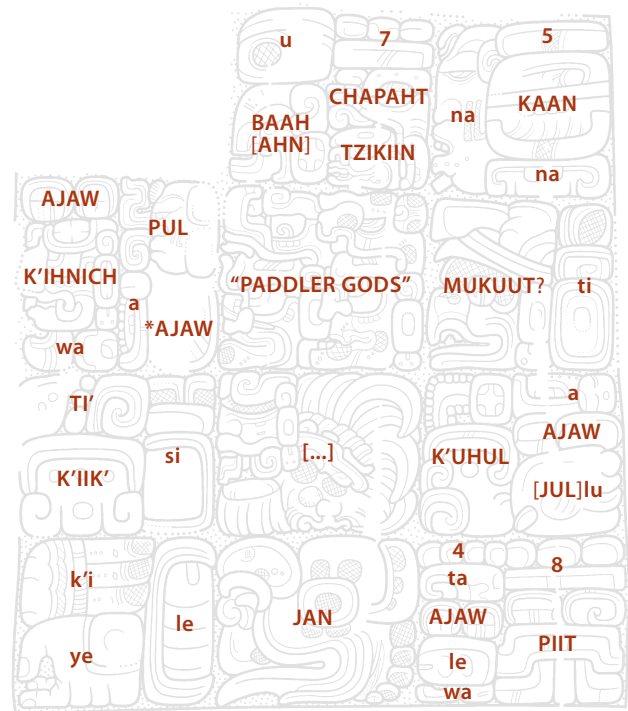 u
BAAH
[AHN]
7
CHAPAHT
TZIKIIN
na
5
KAAN
na
AJAW
K’IHNICH
wa
PUL
a
*AJAW
“PADDLER GODS”
MUKUUT?
ti
TI’
K’IIK’
si
[...]
K’UHUL
a
AJAW
[JUL]lu
k’i
ye
le
JAN
4
ta
AJAW
le
wa
8
PIIT